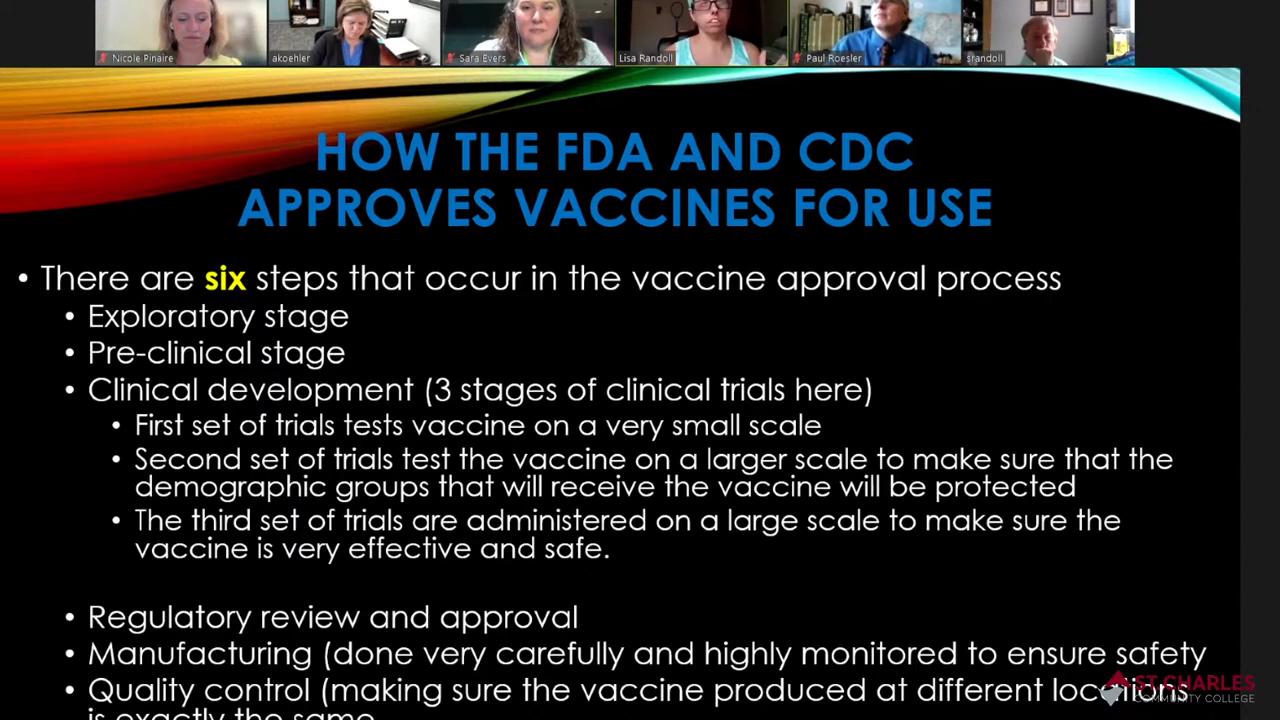 Nicole Pinaire
akoehler
Sara Evers
Lisa Randoll
Paul Roesler
srandoll
HOW THE FDA AND CDC
APPROVES VACCINES FOR USE
• There are six steps that occur in the vaccine approval process
• Exploratory stage
• Pre-clinical stage
• Clinical development (3 stages of clinical trials here)
• First set of trials tests vaccine on a very small scale
• Second set of trials test the vaccine on a larger scale to make sure that the
demographic groups that will receive the vaccine will be protected
• The third set of trials are administered on a large scale to make sure the
vaccine is very effective and safe.
• Regulatory review and approval
• Manufacturing (done very carefully and highly monitored to ensure safety
• Quality control (making sure the vaccine produced at different locations
is exactly the same
ST. CHARLES
COMMUNITY COLLEGE